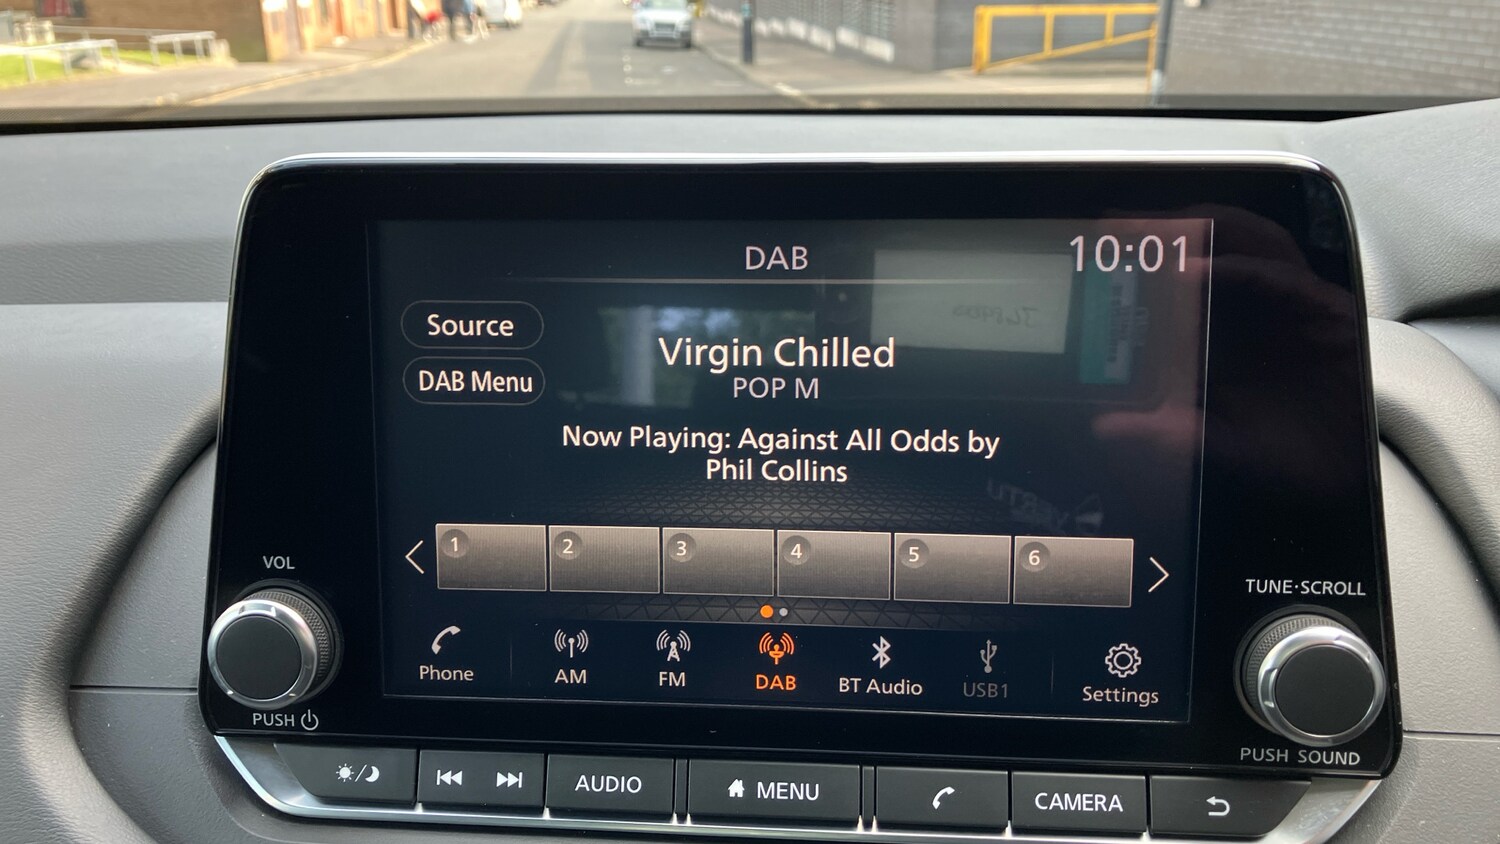 DAB
10:01
Source
Virgin Chilled
DAB Menu
POP M
Now Playing: Against All Odds by
Phil Collins
1 2 3 4 5 6
VOL
TUNE·SCROLL
Phone
AM
FM
DAB
BT Audio
USB1
Settings
PUSH
PUSH SOUND
AUDIO
MENU
CAMERA